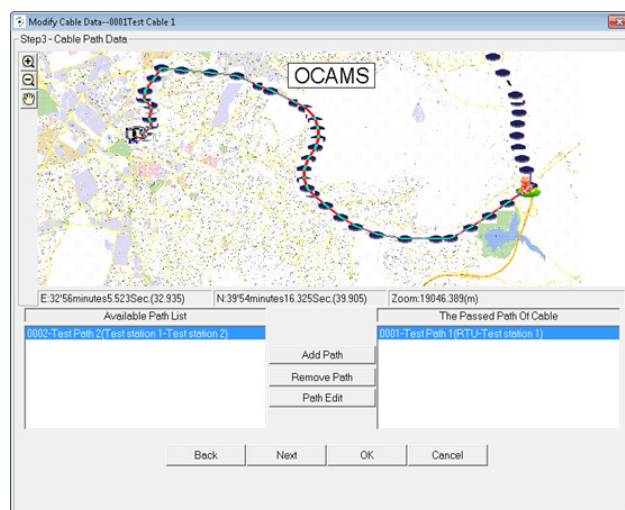 Modify Cable Data--0001Test Cable 1
Step3 - Cable Path Data
OCAMS
E:32°56minutes5.523Sec.(32.935)
N:39°54minutes16.325Sec.(39.905)
Zoom:19046.389(m)
Available Path List
The Passed Path Of Cable
0002-Test Path 2(Test station 1-Test station 2)
0001-Test Path 1(RTU-Test station 1)
Add Path
Remove Path
Path Edit
Back
Next
OK
Cancel